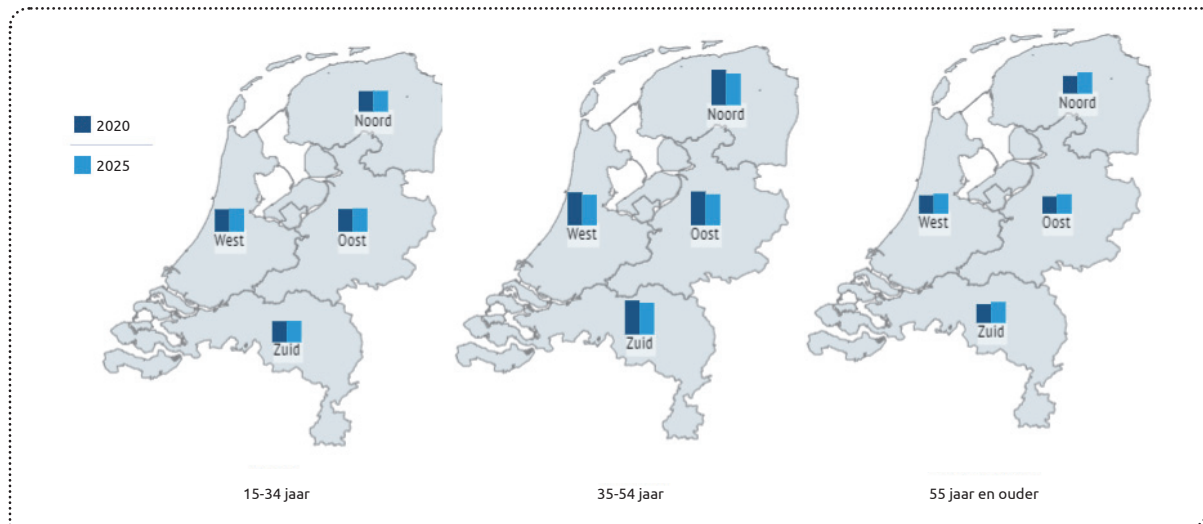 2020
2025
Noord
West
Oost
Zuid
15-34 jaar
Noord
West
Oost
Zuid
35-54 jaar
Noord
West
Oost
Zuid
55 jaar en ouder